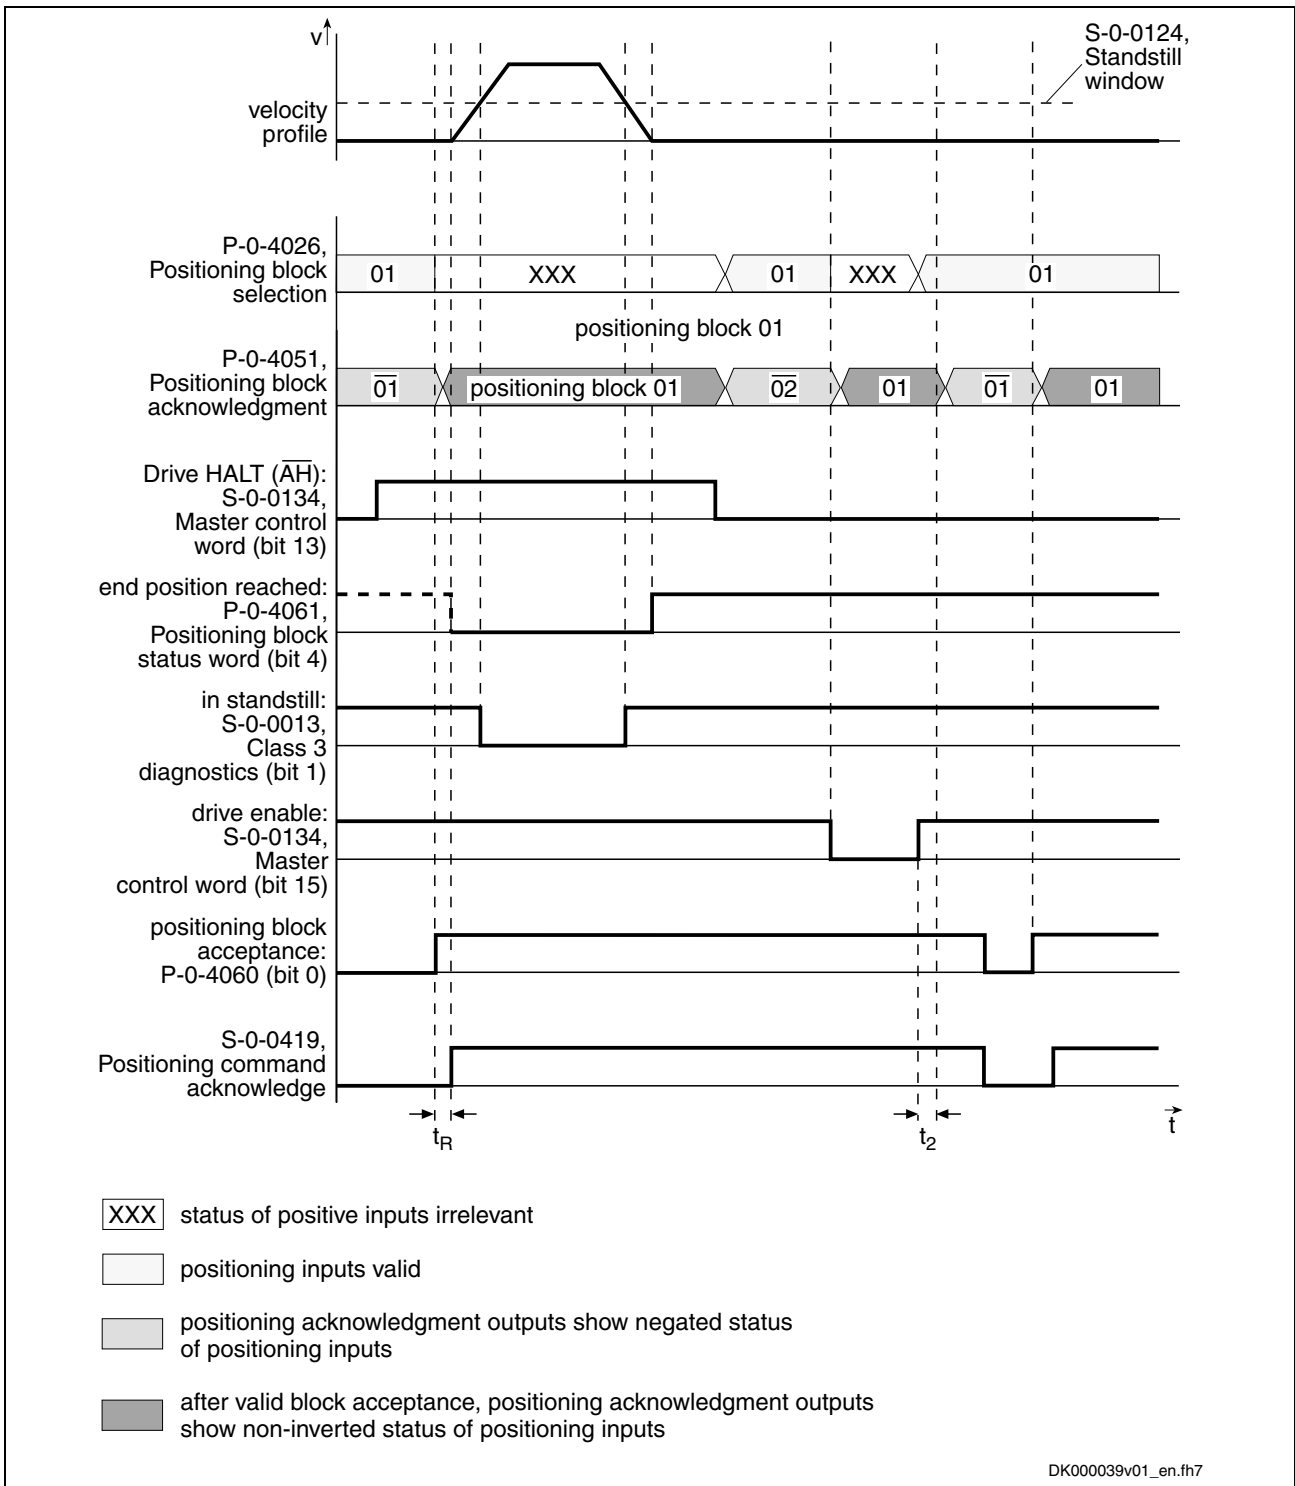 v
S-0-0124,
Standstill
window
velocity
profile
P-0-4026,
Positioning block
selection
01
XXX
01
XXX
01
positioning block 01
P-0-4051,
Positioning block
acknowledgment
0̅1̅
positioning block 01
0̅2̅
01
0̅1̅
01
Drive HALT (A̅H̅):
S-0-0134,
Master control
word (bit 13)
end position reached:
P-0-4061,
Positioning block
status word (bit 4)
in standstill:
S-0-0013,
Class 3
diagnostics (bit 1)
drive enable:
S-0-0134,
Master
control word (bit 15)
positioning block
acceptance:
P-0-4060 (bit 0)
S-0-0419,
Positioning command
acknowledge
tR
t2
t
XXX status of positive inputs irrelevant
positioning inputs valid
positioning acknowledgment outputs show negated status
of positioning inputs
after valid block acceptance, positioning acknowledgment outputs
show non-inverted status of positioning inputs
DK000039v01_en.fh7